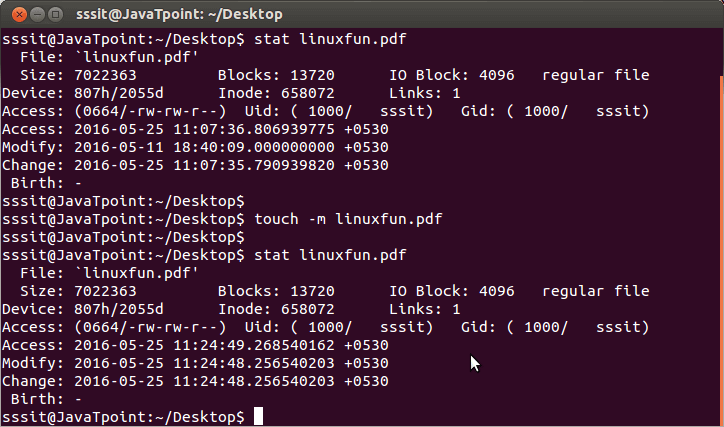 sssit@JavaTpoint: ~/Desktop
sssit@JavaTpoint:~/Desktop$ stat linuxfun.pdf
  File: `linuxfun.pdf'
  Size: 7022363         Blocks: 13720      IO Block: 4096   regular file
Device: 807h/2055d      Inode: 658072      Links: 1
Access: (0664/-rw-rw-r--)  Uid: ( 1000/   sssit)   Gid: ( 1000/   sssit)
Access: 2016-05-25 11:07:36.806939775 +0530
Modify: 2016-05-11 18:40:09.000000000 +0530
Change: 2016-05-25 11:07:35.790939820 +0530
 Birth: -
sssit@JavaTpoint:~/Desktop$
sssit@JavaTpoint:~/Desktop$ touch -m linuxfun.pdf
sssit@JavaTpoint:~/Desktop$
sssit@JavaTpoint:~/Desktop$ stat linuxfun.pdf
  File: `linuxfun.pdf'
  Size: 7022363         Blocks: 13720      IO Block: 4096   regular file
Device: 807h/2055d      Inode: 658072      Links: 1
Access: (0664/-rw-rw-r--)  Uid: ( 1000/   sssit)   Gid: ( 1000/   sssit)
Access: 2016-05-25 11:24:49.268540162 +0530
Modify: 2016-05-25 11:24:48.256540203 +0530
Change: 2016-05-25 11:24:48.256540203 +0530
 Birth: -
sssit@JavaTpoint:~/Desktop$